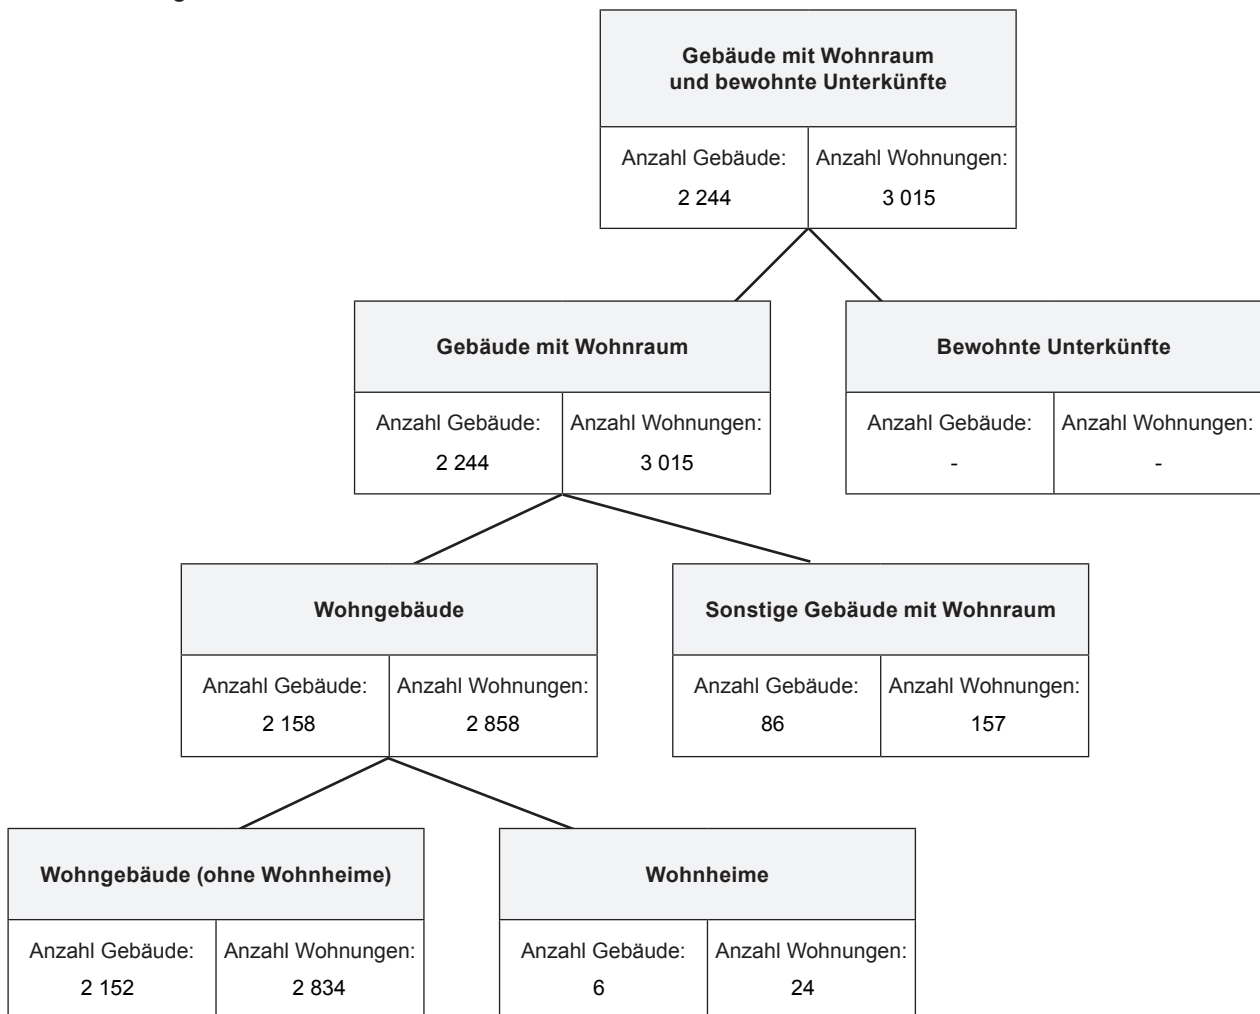 Gebäude mit Wohnraum
und bewohnte Unterkünfte
Anzahl Gebäude: Anzahl Wohnungen:
2 244 3 015
Gebäude mit Wohnraum Bewohnte Unterkünfte
Anzahl Gebäude: Anzahl Wohnungen: Anzahl Gebäude: Anzahl Wohnungen:
2 244 3 015 - -
Wohngebäude Sonstige Gebäude mit Wohnraum
Anzahl Gebäude: Anzahl Wohnungen: Anzahl Gebäude: Anzahl Wohnungen:
2 158 2 858 86 157
Wohngebäude (ohne Wohnheime) Wohnheime
Anzahl Gebäude: Anzahl Wohnungen: Anzahl Gebäude: Anzahl Wohnungen:
2 152 2 834 6 24